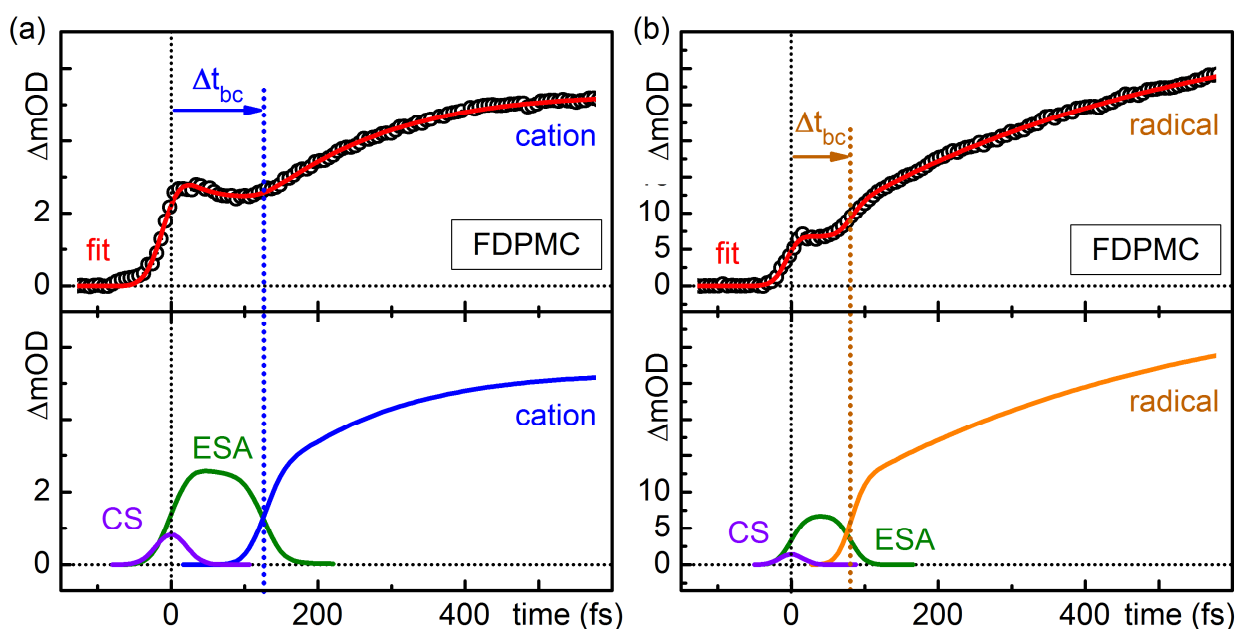 (a)
ΔmOD
2
0
Δt_bc
cation
fit
FDPMC
ΔmOD
2
0
CS
ESA
cation
0 200 400 time (fs)
(b)
ΔmOD
10
5
0
Δt_bc
radical
fit
FDPMC
ΔmOD
10
5
0
CS
ESA
radical
0 200 400 time (fs)